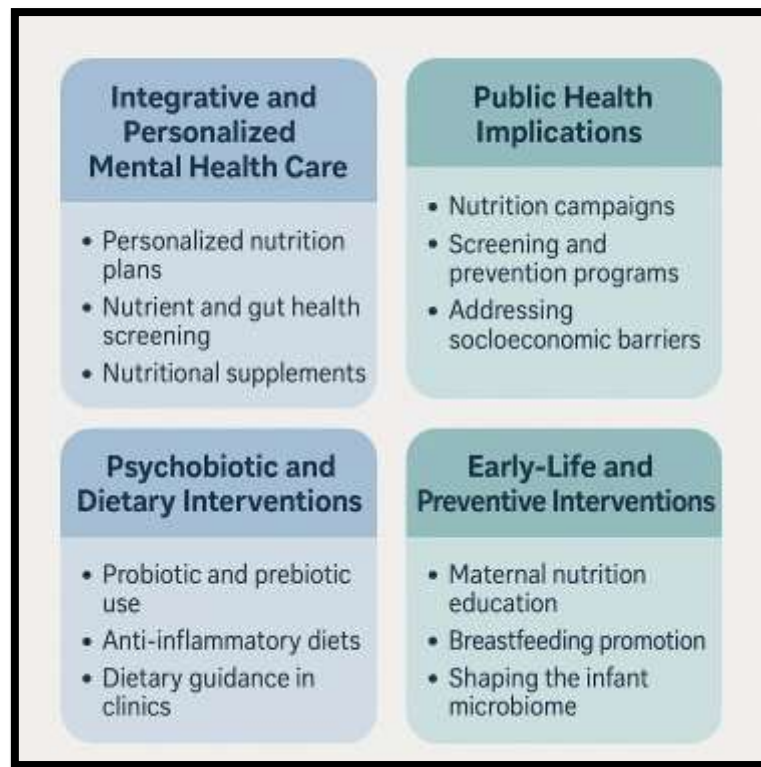 Integrative and
Personalized
Mental Health Care
• Personalized nutrition
plans
• Nutrient and gut health
screening
• Nutritional supplements
Public Health
Implications
• Nutrition campaigns
• Screening and
prevention programs
• Addressing
socloeconomic barriers
Psychobiotic and
Dietary Interventions
• Probiotic and prebiotic
use
• Anti-inflammatory diets
• Dietary guidance in
clinics
Early-Life and
Preventive Interventions
• Maternal nutrition
education
• Breastfeeding promotion
• Shaping the infant
microbiome